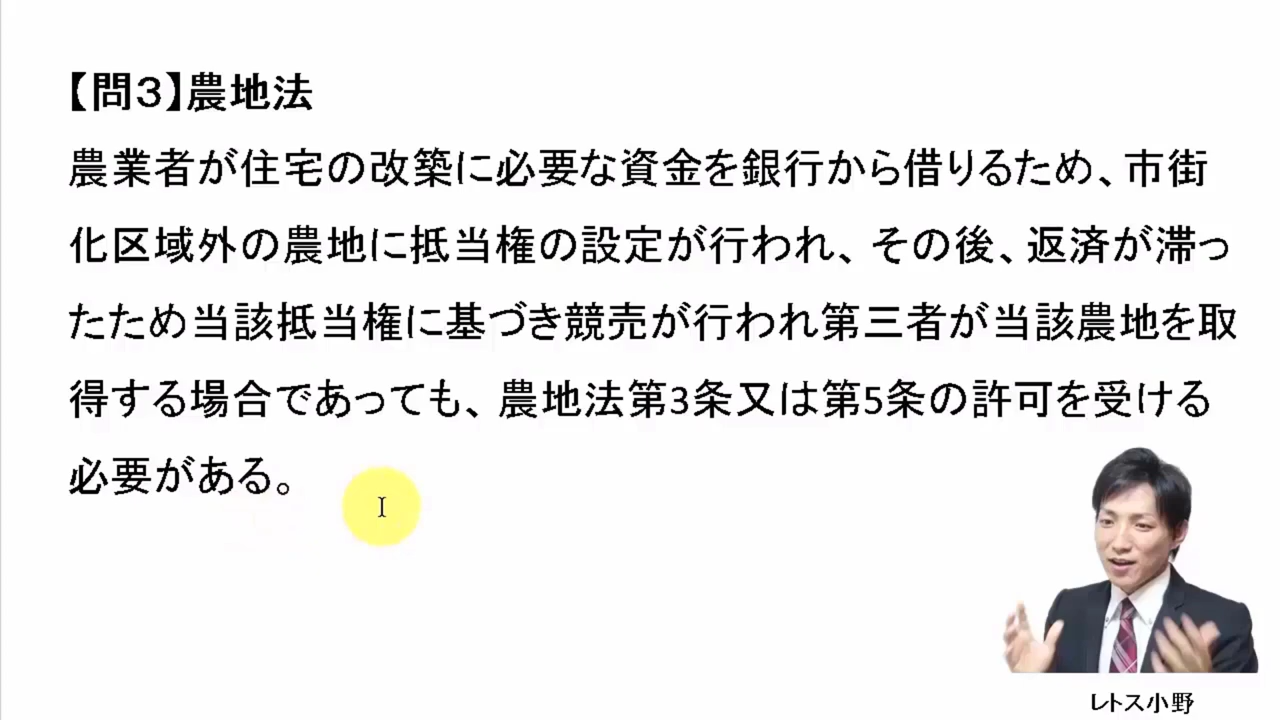 【問３】農地法
農業者が住宅の改築に必要な資金を銀行から借りるため、市街
化区域外の農地に抵当権の設定が行われ、その後、返済が滞っ
たため当該抵当権に基づき競売が行われ第三者が当該農地を取
得する場合であっても、農地法第3条又は第5条の許可を受ける
必要がある。
レトス小野